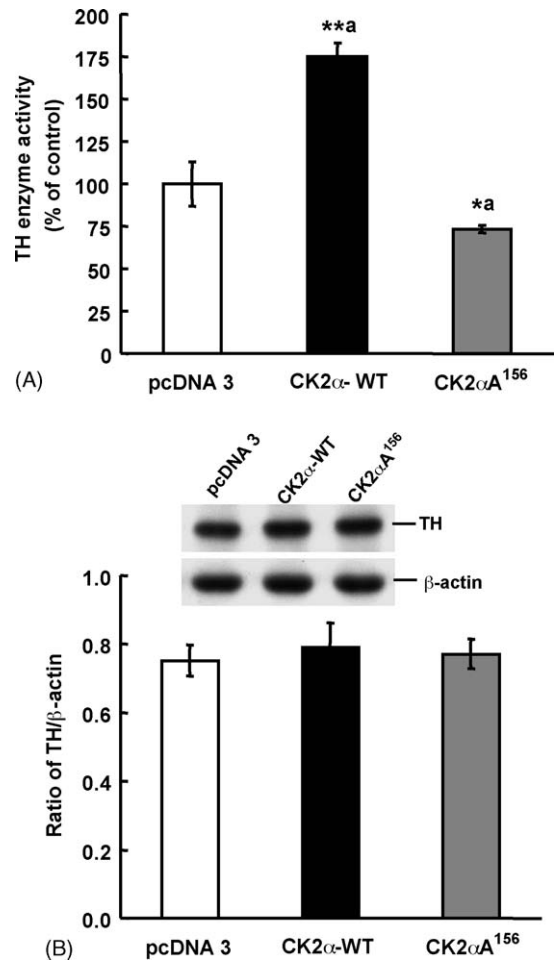 TH enzyme activity
(% of control)
200
175
150
125
100
75
50
25
0
**a
*a
pcDNA 3
CK2α- WT
CK2αA¹⁵⁶
(A)
pcDNA 3
CK2α-WT
CK2αA¹⁵⁶
TH
β-actin
Ratio of TH/β-actin
1.0
0.8
0.6
0.4
0.2
0.0
pcDNA 3
CK2α-WT
CK2αA¹⁵⁶
(B)